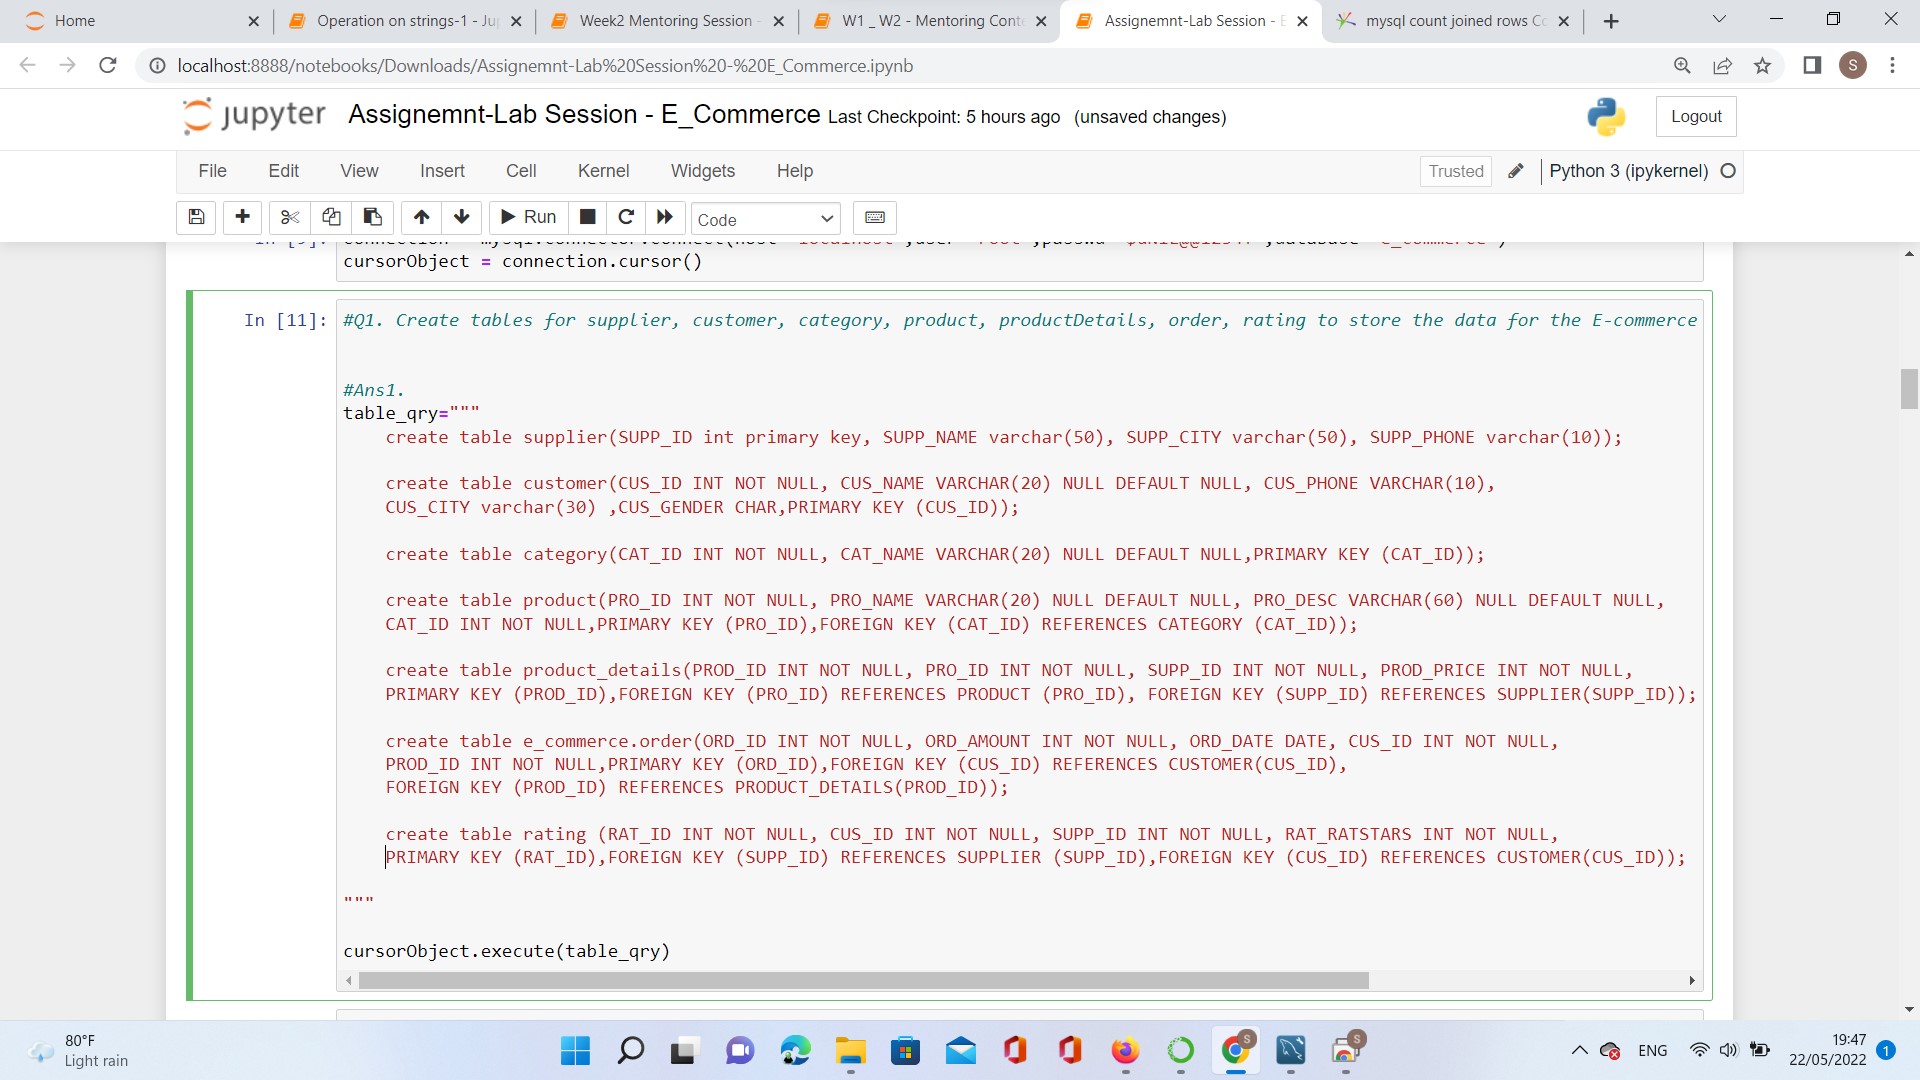 Home
Operation on strings-1 - Ju
Week2 Mentoring Session -
W1 _ W2 - Mentoring Conte
Assignemnt-Lab Session - E
mysql count joined rows Co
localhost:8888/notebooks/Downloads/Assignemnt-Lab%20Session%20-%20E_Commerce.ipynb
S
jupyter Assignemnt-Lab Session - E_Commerce Last Checkpoint: 5 hours ago (unsaved changes)
Logout
File Edit View Insert Cell Kernel Widgets Help
Trusted
Python 3 (ipykernel)
Run
Code
cursorObject = connection.cursor()
In [11]: #Q1. Create tables for supplier, customer, category, product, productDetails, order, rating to store the data for the E-commerce
#Ans1.
table_qry="""
create table supplier(SUPP_ID int primary key, SUPP_NAME varchar(50), SUPP_CITY varchar(50), SUPP_PHONE varchar(10));
create table customer(CUS_ID INT NOT NULL, CUS_NAME VARCHAR(20) NULL DEFAULT NULL, CUS_PHONE VARCHAR(10),
CUS_CITY varchar(30) ,CUS_GENDER CHAR,PRIMARY KEY (CUS_ID));
create table category(CAT_ID INT NOT NULL, CAT_NAME VARCHAR(20) NULL DEFAULT NULL,PRIMARY KEY (CAT_ID));
create table product(PRO_ID INT NOT NULL, PRO_NAME VARCHAR(20) NULL DEFAULT NULL, PRO_DESC VARCHAR(60) NULL DEFAULT NULL,
CAT_ID INT NOT NULL,PRIMARY KEY (PRO_ID),FOREIGN KEY (CAT_ID) REFERENCES CATEGORY (CAT_ID));
create table product_details(PROD_ID INT NOT NULL, PRO_ID INT NOT NULL, SUPP_ID INT NOT NULL, PROD_PRICE INT NOT NULL,
PRIMARY KEY (PROD_ID),FOREIGN KEY (PRO_ID) REFERENCES PRODUCT (PRO_ID), FOREIGN KEY (SUPP_ID) REFERENCES SUPPLIER(SUPP_ID));
create table e_commerce.order(ORD_ID INT NOT NULL, ORD_AMOUNT INT NOT NULL, ORD_DATE DATE, CUS_ID INT NOT NULL,
PROD_ID INT NOT NULL,PRIMARY KEY (ORD_ID),FOREIGN KEY (CUS_ID) REFERENCES CUSTOMER(CUS_ID),
FOREIGN KEY (PROD_ID) REFERENCES PRODUCT_DETAILS(PROD_ID));
create table rating (RAT_ID INT NOT NULL, CUS_ID INT NOT NULL, SUPP_ID INT NOT NULL, RAT_RATSTARS INT NOT NULL,
PRIMARY KEY (RAT_ID),FOREIGN KEY (SUPP_ID) REFERENCES SUPPLIER (SUPP_ID),FOREIGN KEY (CUS_ID) REFERENCES CUSTOMER(CUS_ID));
"""
cursorObject.execute(table_qry)
80°F
Light rain
S
S
ENG
19:47
22/05/2022
1